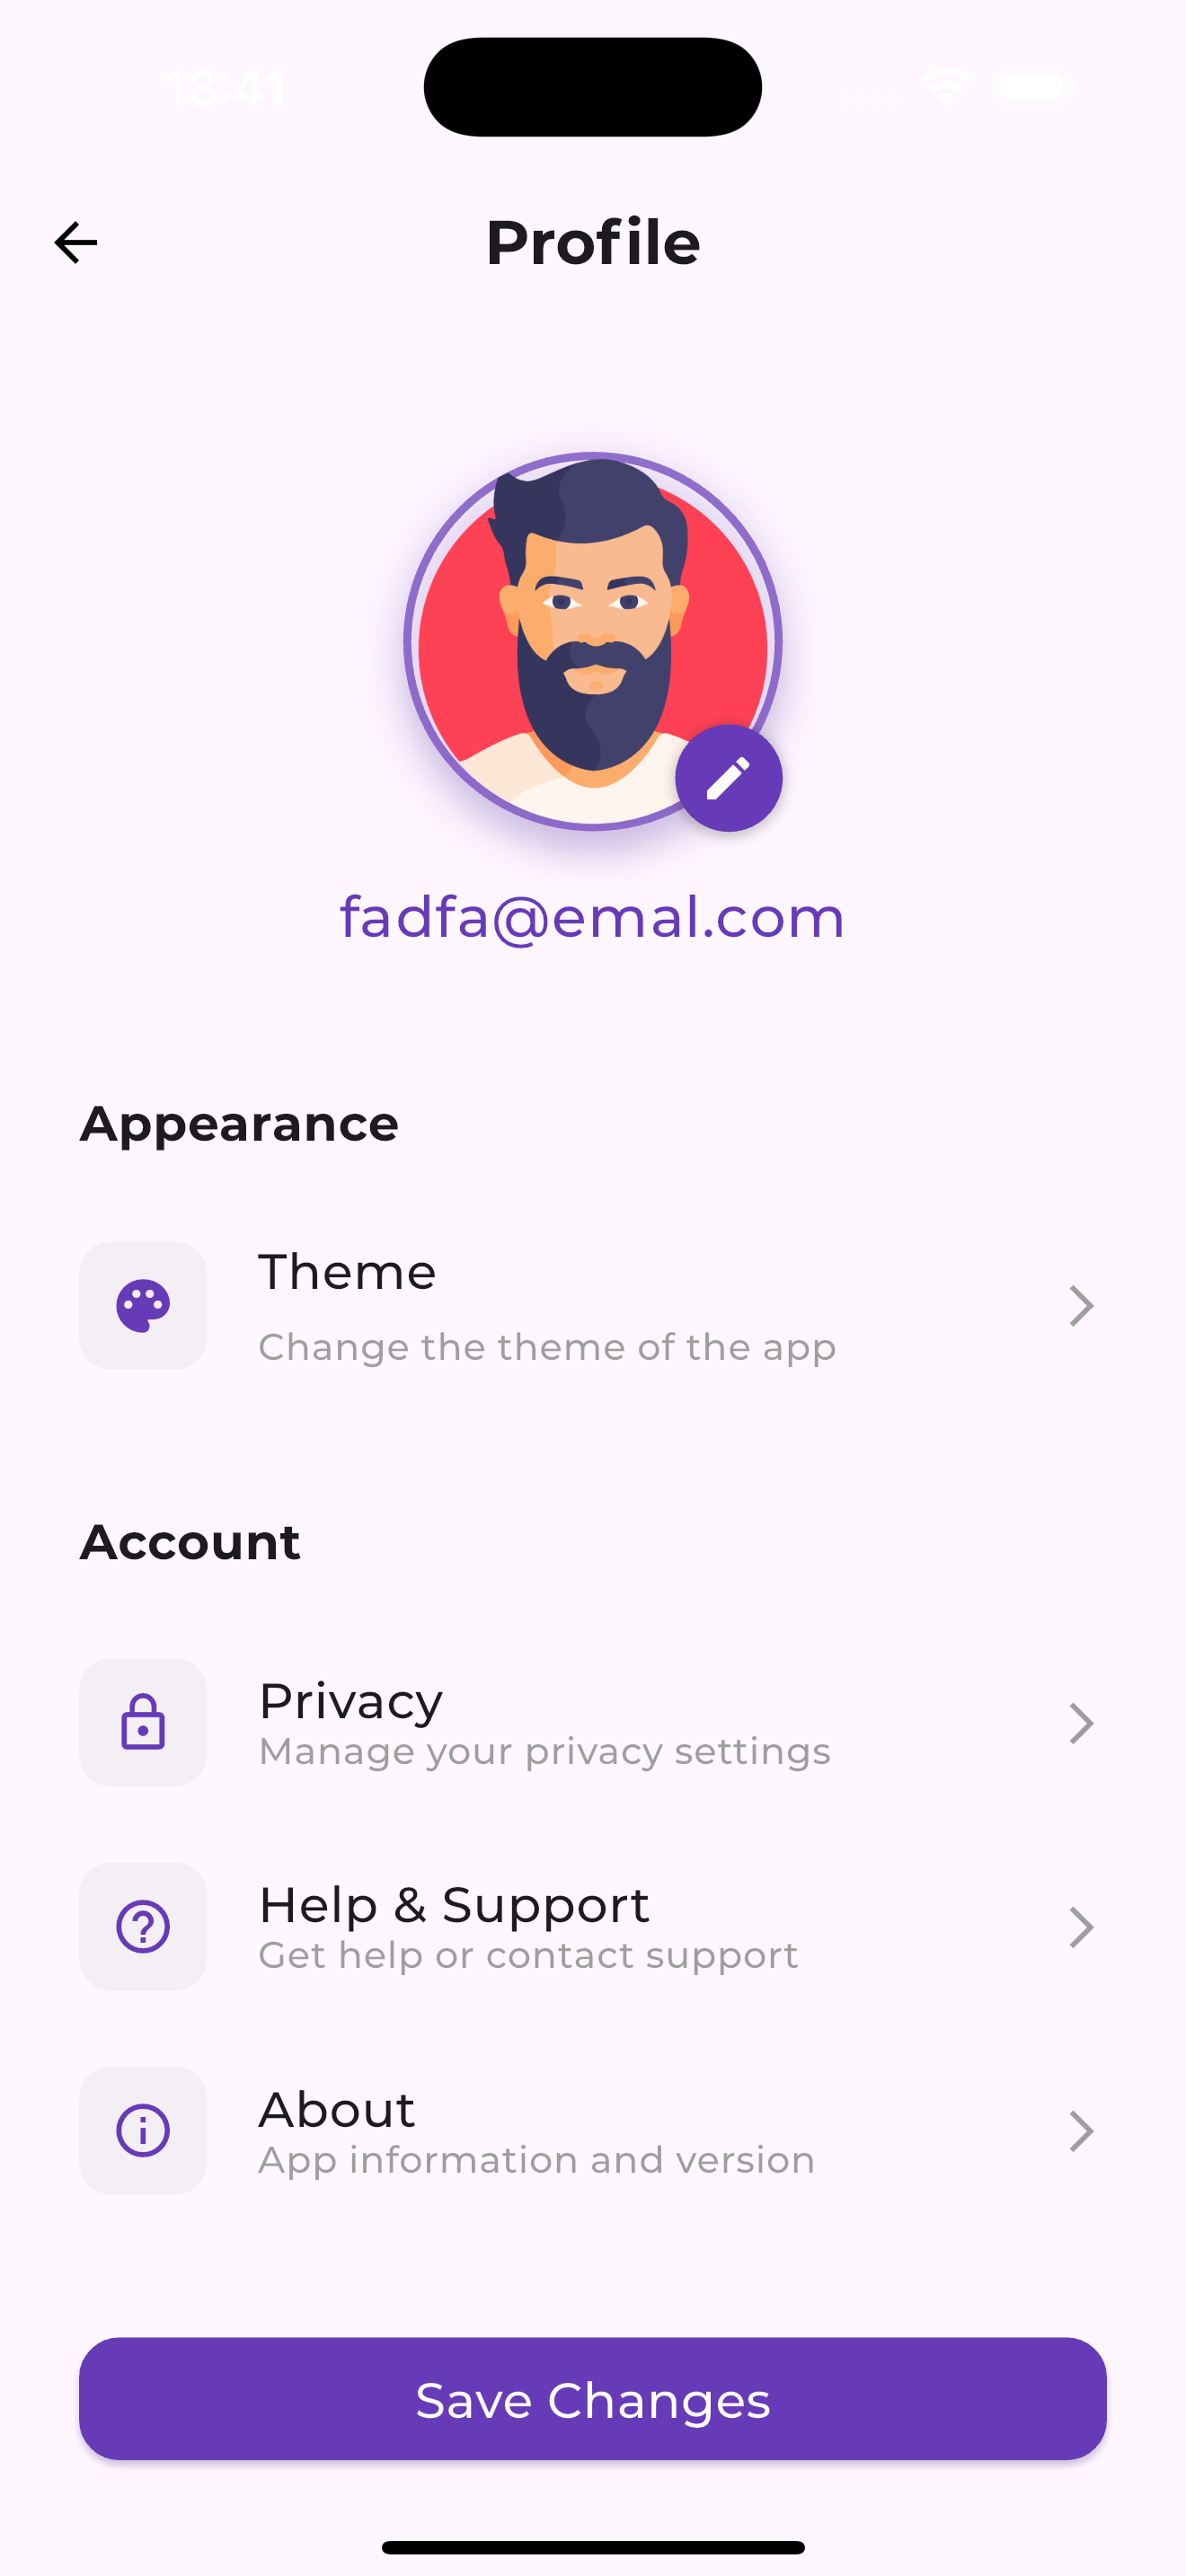 18:41
Profile
fadfa@emal.com
Appearance
Theme
Change the theme of the app
Account
Privacy
Manage your privacy settings
Help & Support
Get help or contact support
About
App information and version
Save Changes